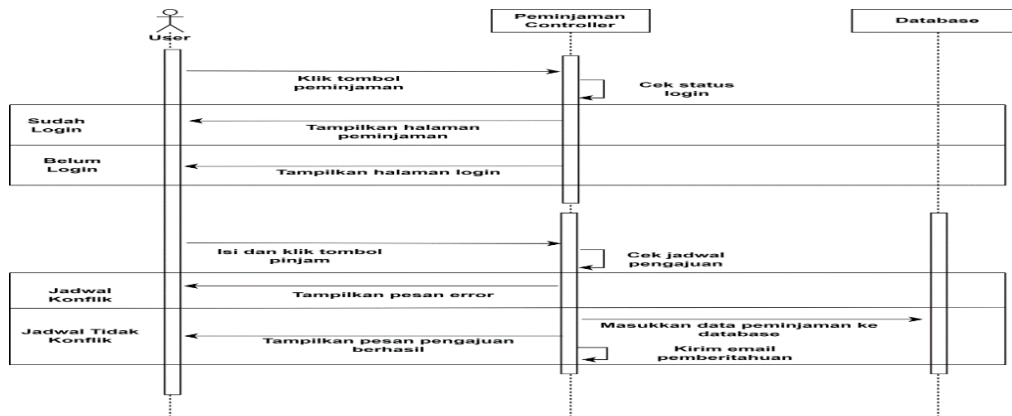 User
Peminjaman
Controller
Database
Klik tombol
peminjaman
Cek status
login
Sudah
Login
Tampilkan halaman
peminjaman
Belum
Login
Tampilkan halaman login
Isi dan klik tombol
pinjam
Cek jadwal
pengajuan
Jadwal
Konflik
Tampilkan pesan error
Jadwal Tidak
Konflik
Masukkan data peminjaman ke
database
Tampilkan pesan pengajuan
berhasil
Kirim email
pemberitahuan